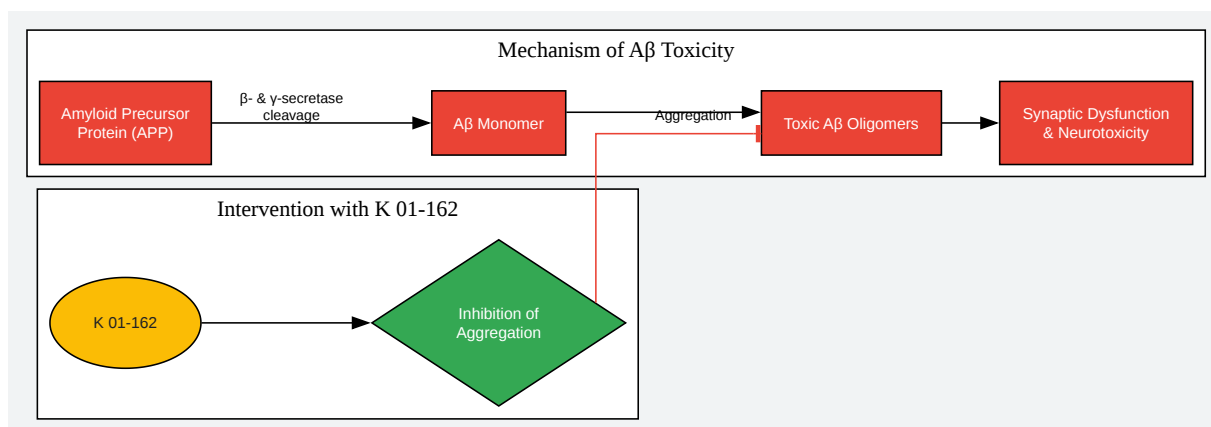 Mechanism of Aβ Toxicity
Amyloid Precursor
Protein (APP)
β- & γ-secretase
cleavage
Aβ Monomer
Aggregation
Toxic Aβ Oligomers
Synaptic Dysfunction
& Neurotoxicity
Intervention with K 01-162
K 01-162
Inhibition of
Aggregation